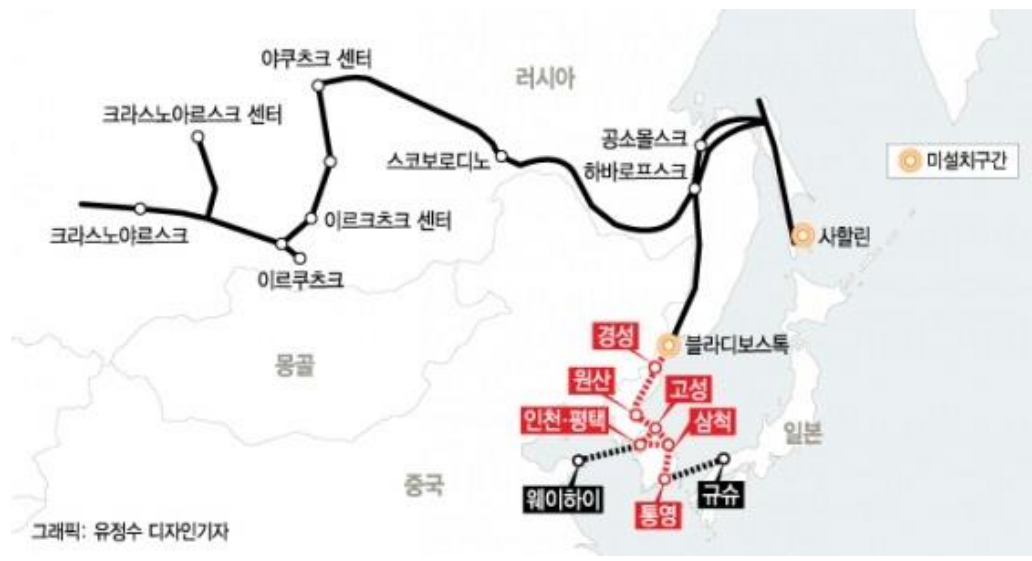 야쿠츠크 센터
러시아
크라스노아르스크 센터
공소몰스크
스코보로디노
하바로프스크
미설치구간
이르크츠크 센터
크라스노야르스크
사할린
이르쿠츠크
블라디보스톡
경성
몽골
원산
고성
인천·평택
삼척
일본
중국
웨이하이
규슈
통영
그래픽: 유정수 디자인기자